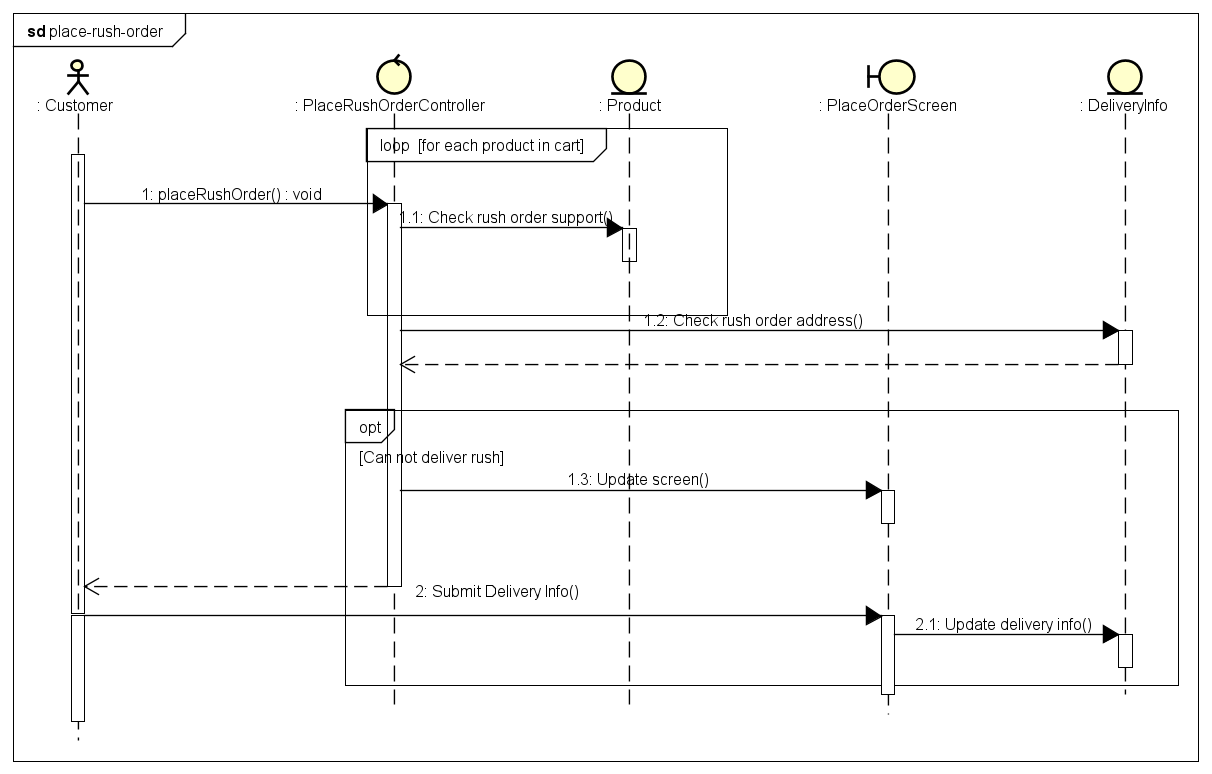 sd place-rush-order
: Customer
: PlaceRushOrderController
: Product
: PlaceOrderScreen
: DeliveryInfo
loop [for each product in cart]
1: placeRushOrder() : void
1.1: Check rush order support()
1.2: Check rush order address()
opt
[Can not deliver rush]
1.3: Update screen()
2: Submit Delivery Info()
2.1: Update delivery info()